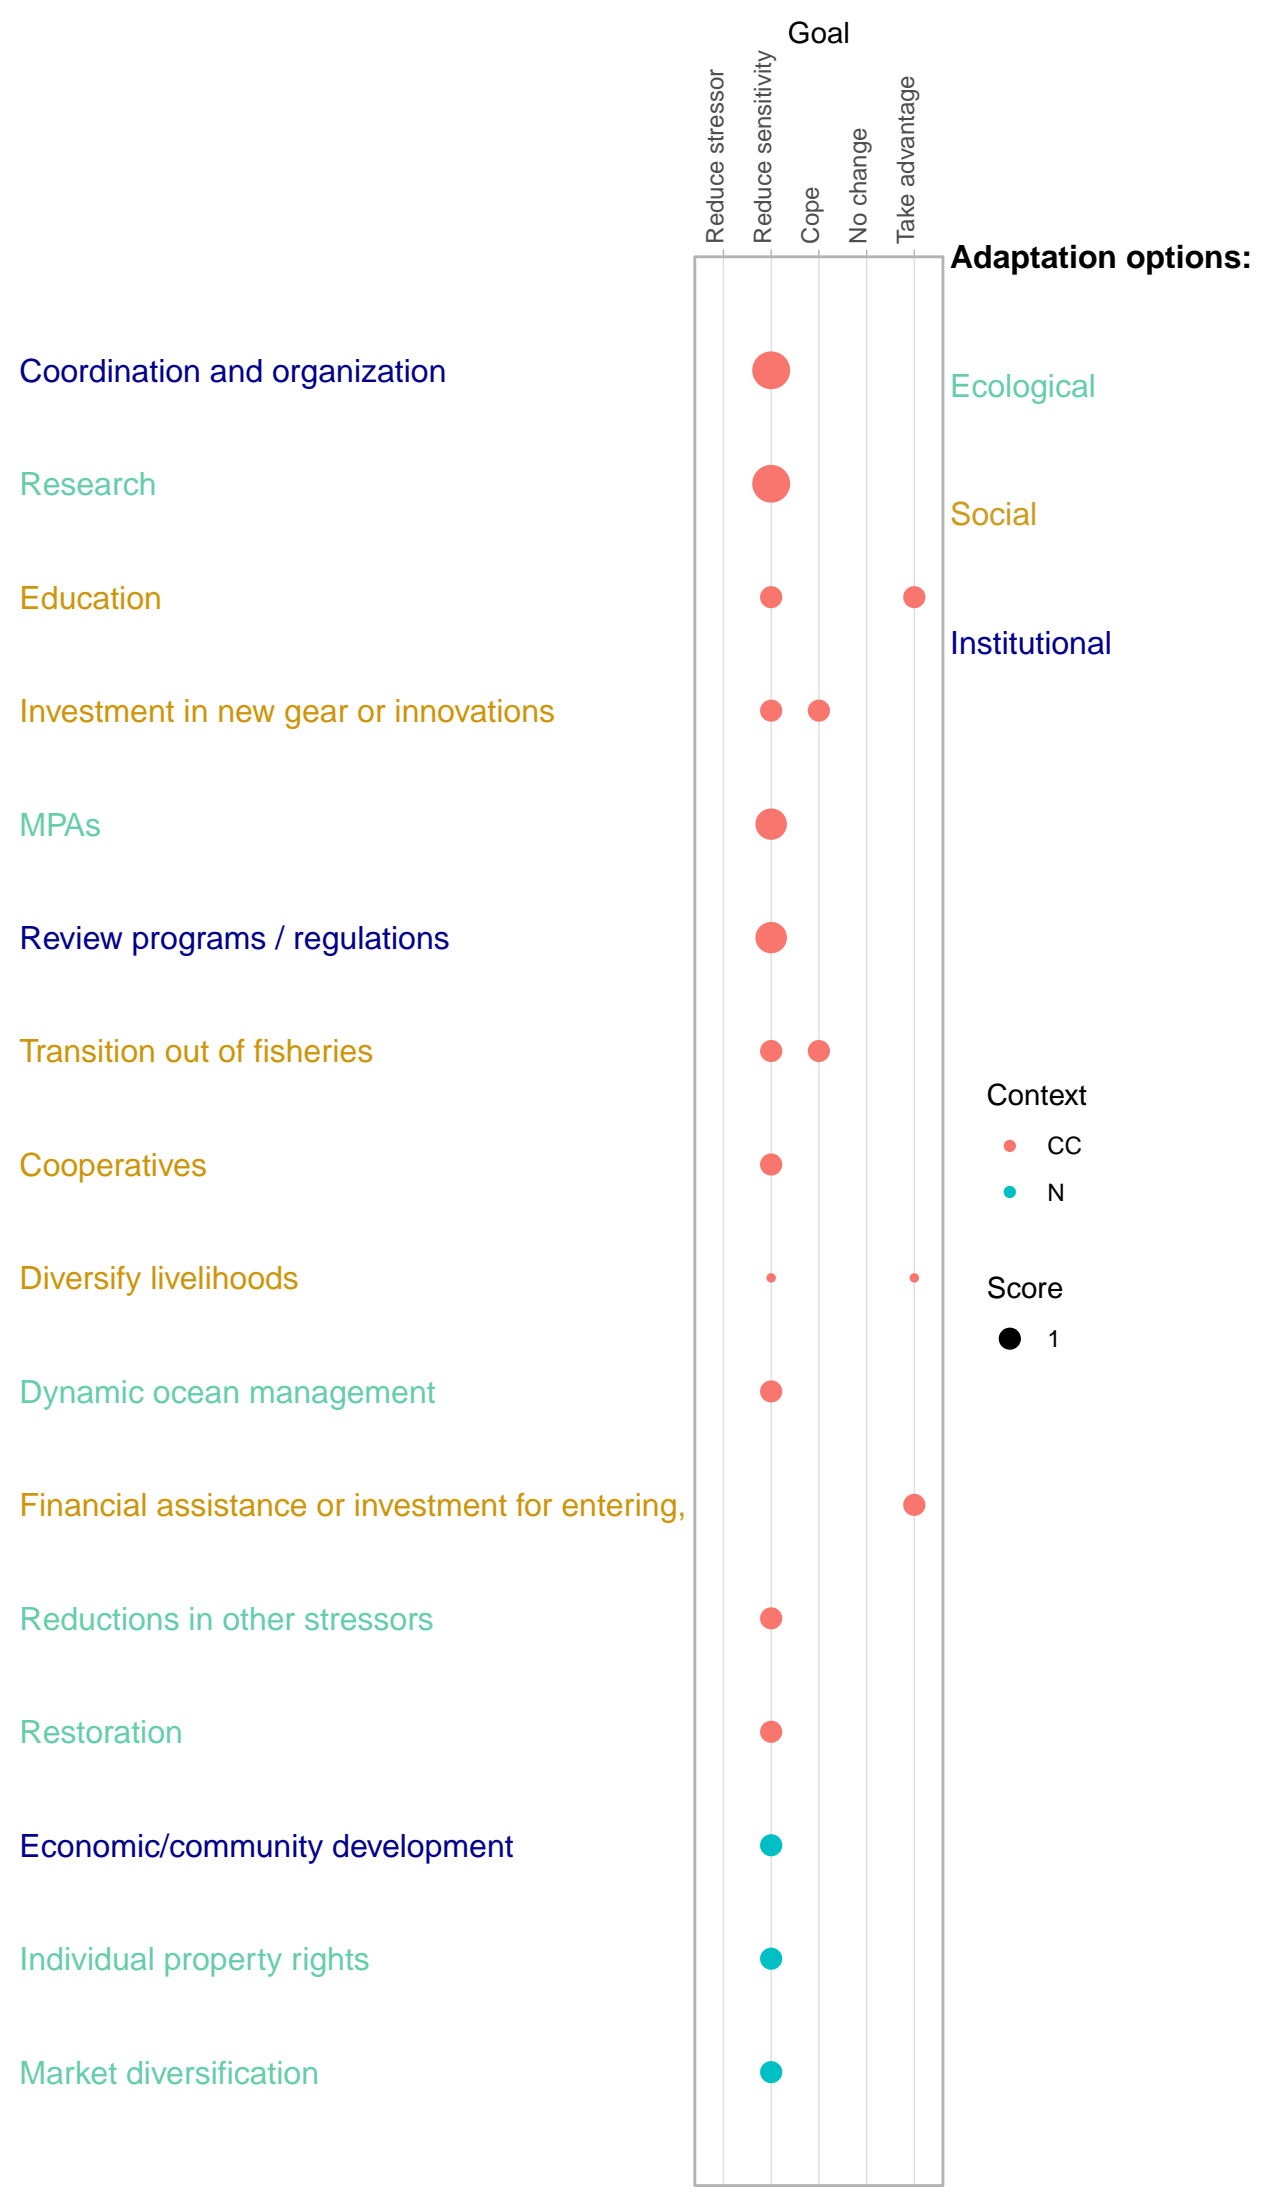 Goal
Reduce stressor
Reduce sensitivity
Cope
No change
Take advantage
Adaptation options:
Coordination and organization
Ecological
Research
Social
Education
Institutional
Investment in new gear or innovations
MPAs
Review programs / regulations
Transition out of fisheries
Context
CC
Cooperatives
N
Diversify livelihoods
Score
1
Dynamic ocean management
Financial assistance or investment for entering,
Reductions in other stressors
Restoration
Economic/community development
Individual property rights
Market diversification